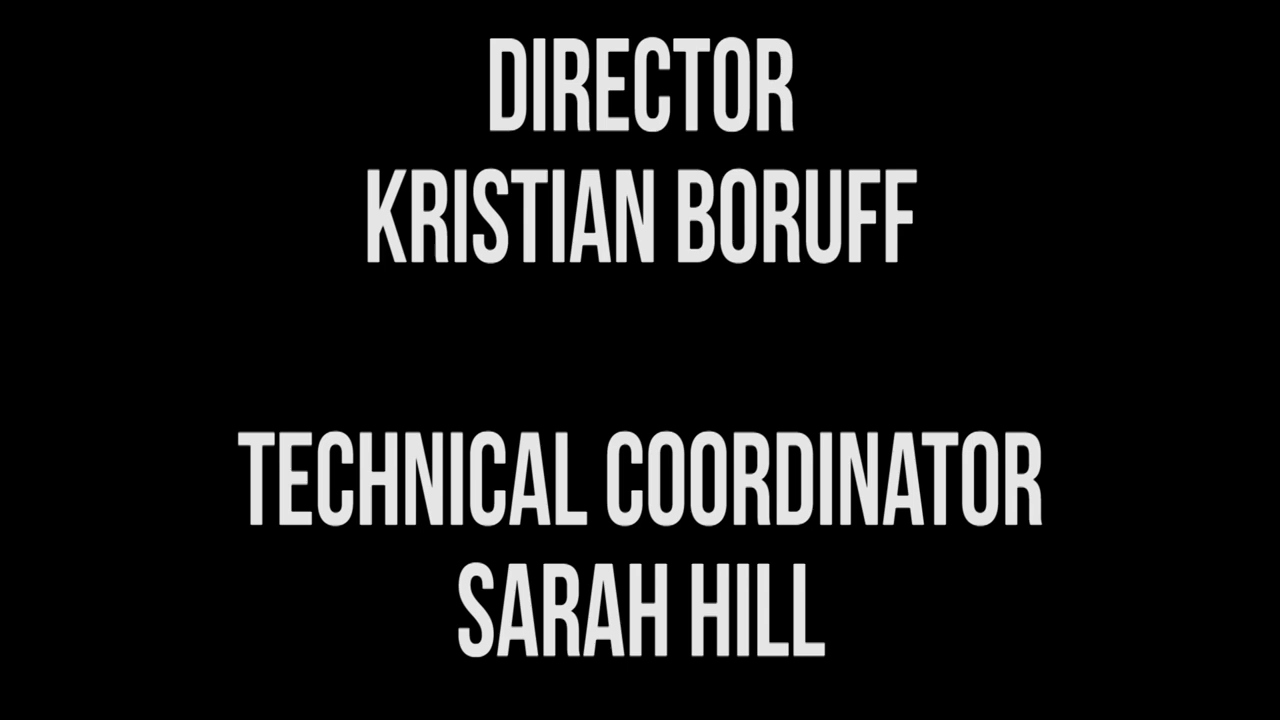 DIRECTOR
KRISTIAN BORUFF
TECHNICAL COORDINATOR
SARAH HILL